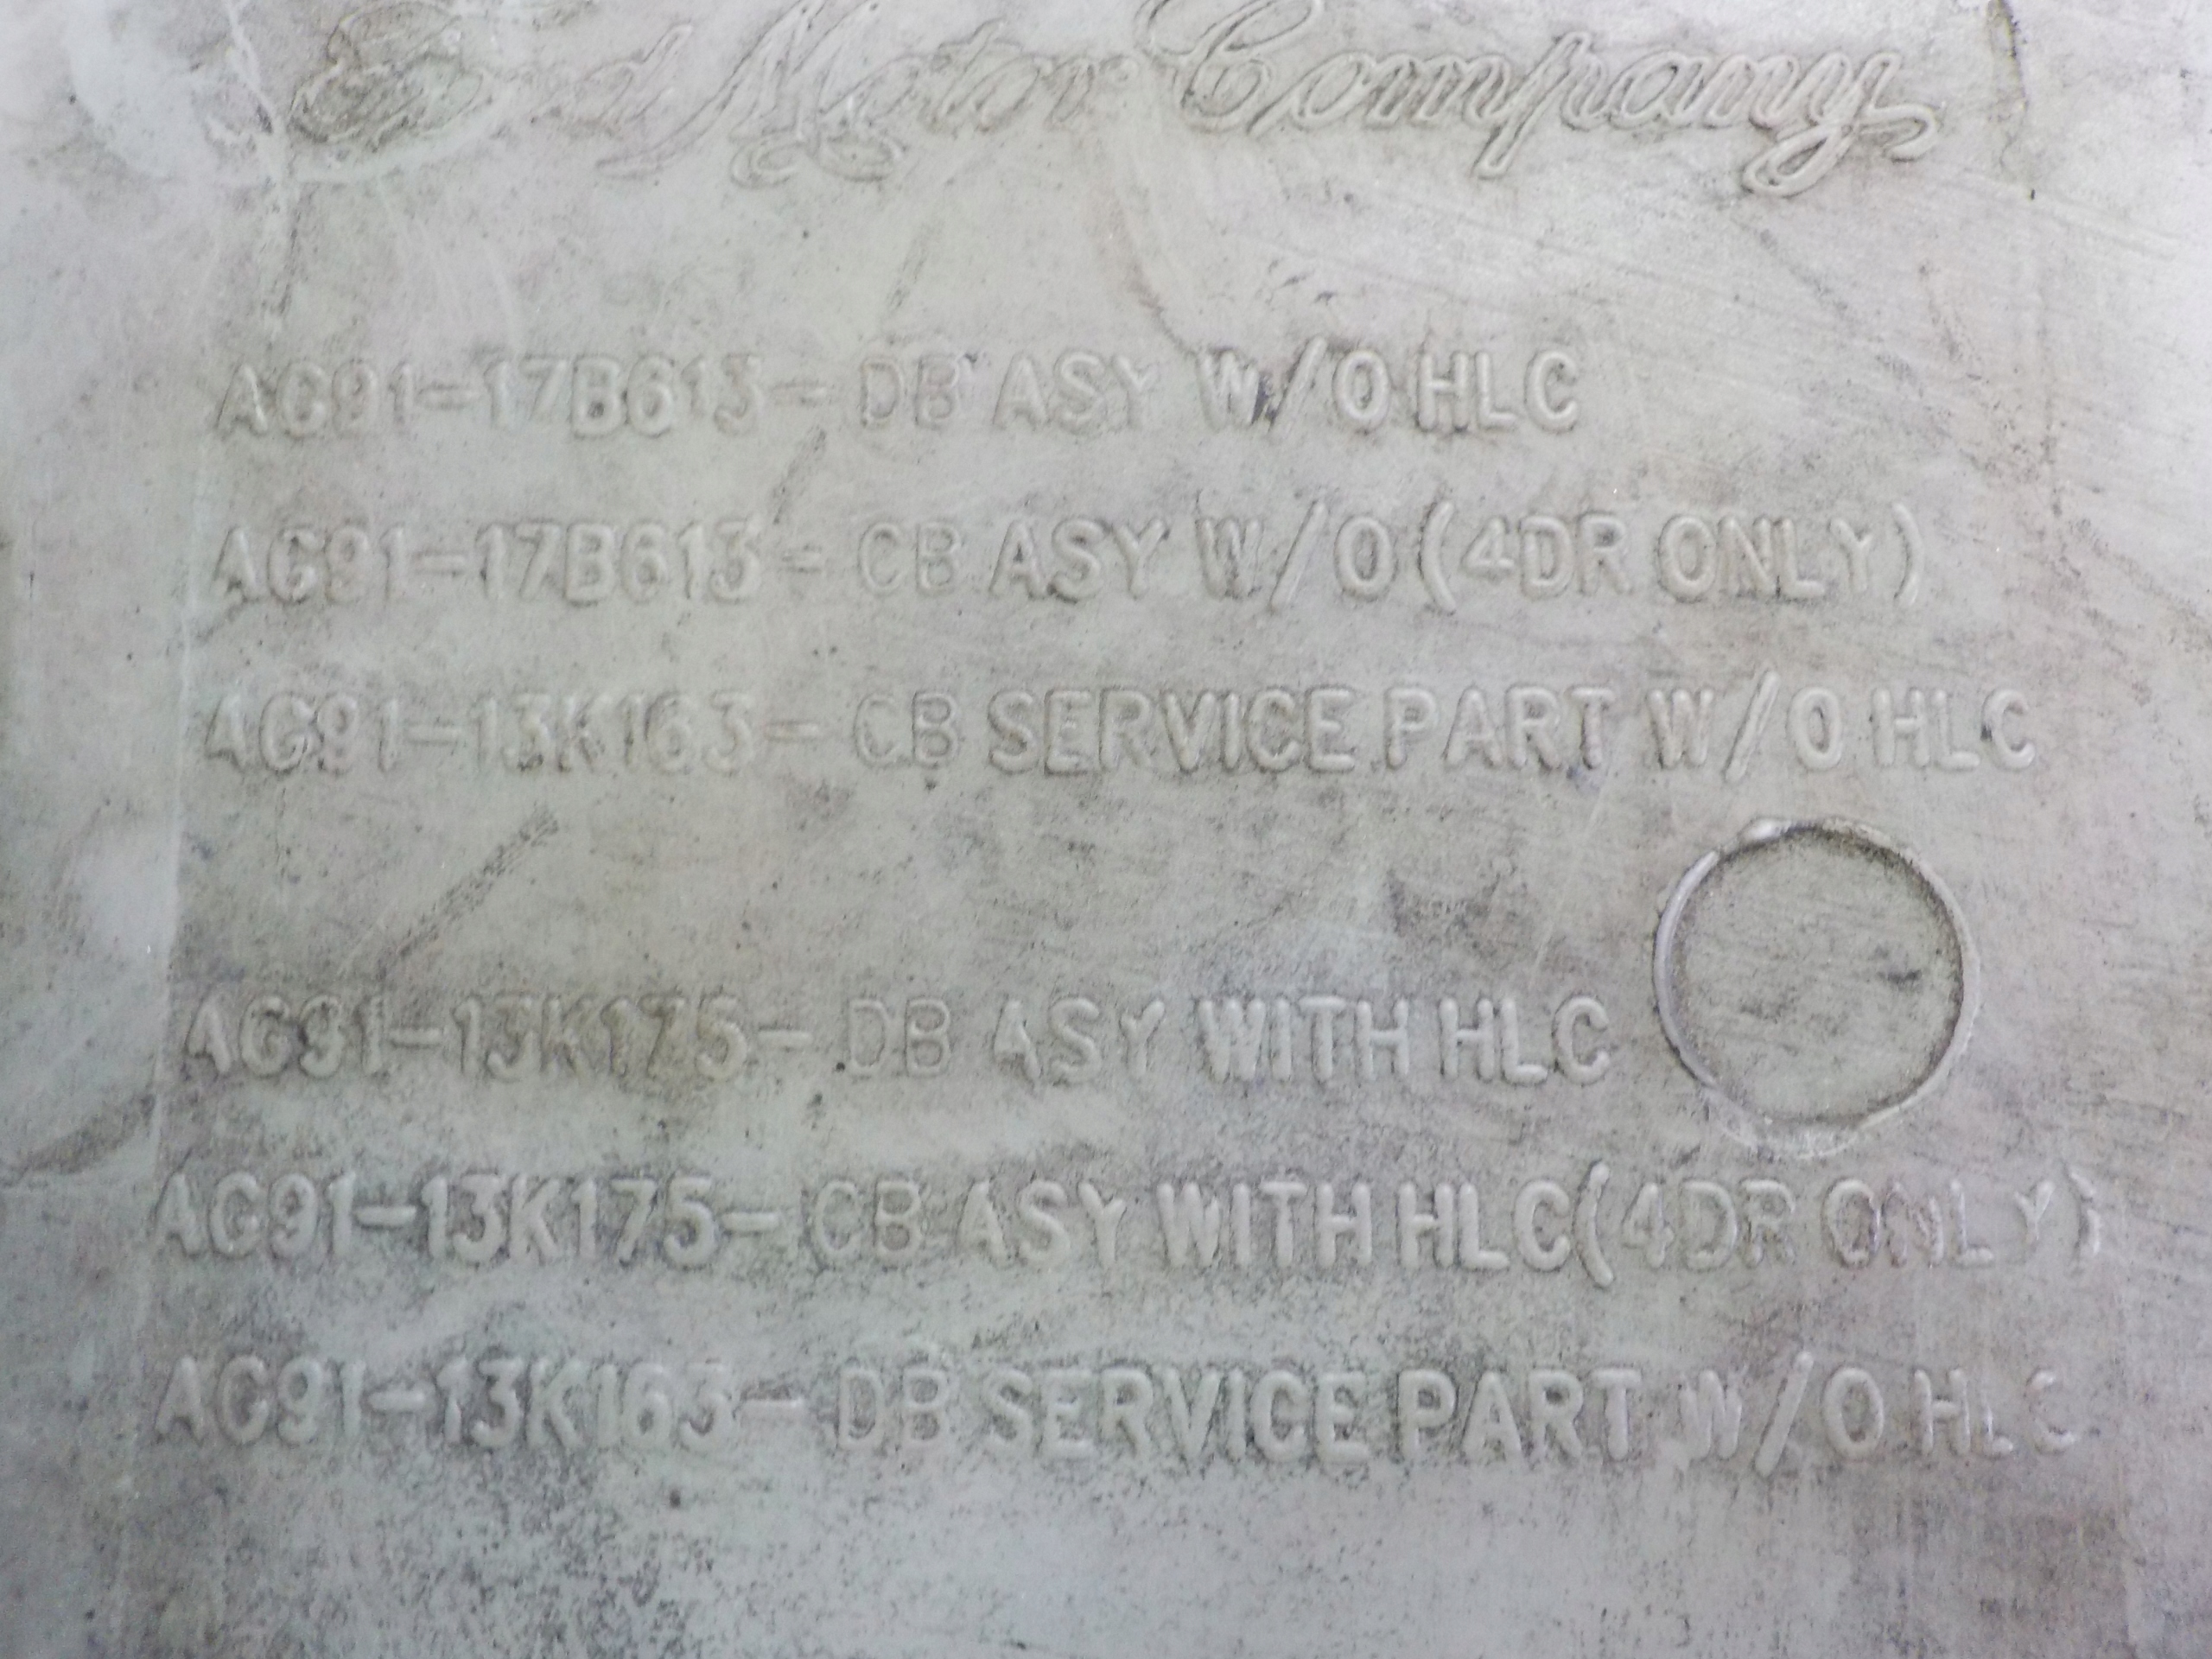 Ford Motor Company
AG91-17B613-DB ASY W/O HLC
AG91-17B613-CB ASY W/O (4DR ONLY)
AG91-13K163-CB SERVICE PART W/O HLC
AG91-13K175-DB ASY WITH HLC
AG91-13K175-CB ASY WITH HLC (4DR ONLY)
AG91-13K163-DB SERVICE PART W/O HLC